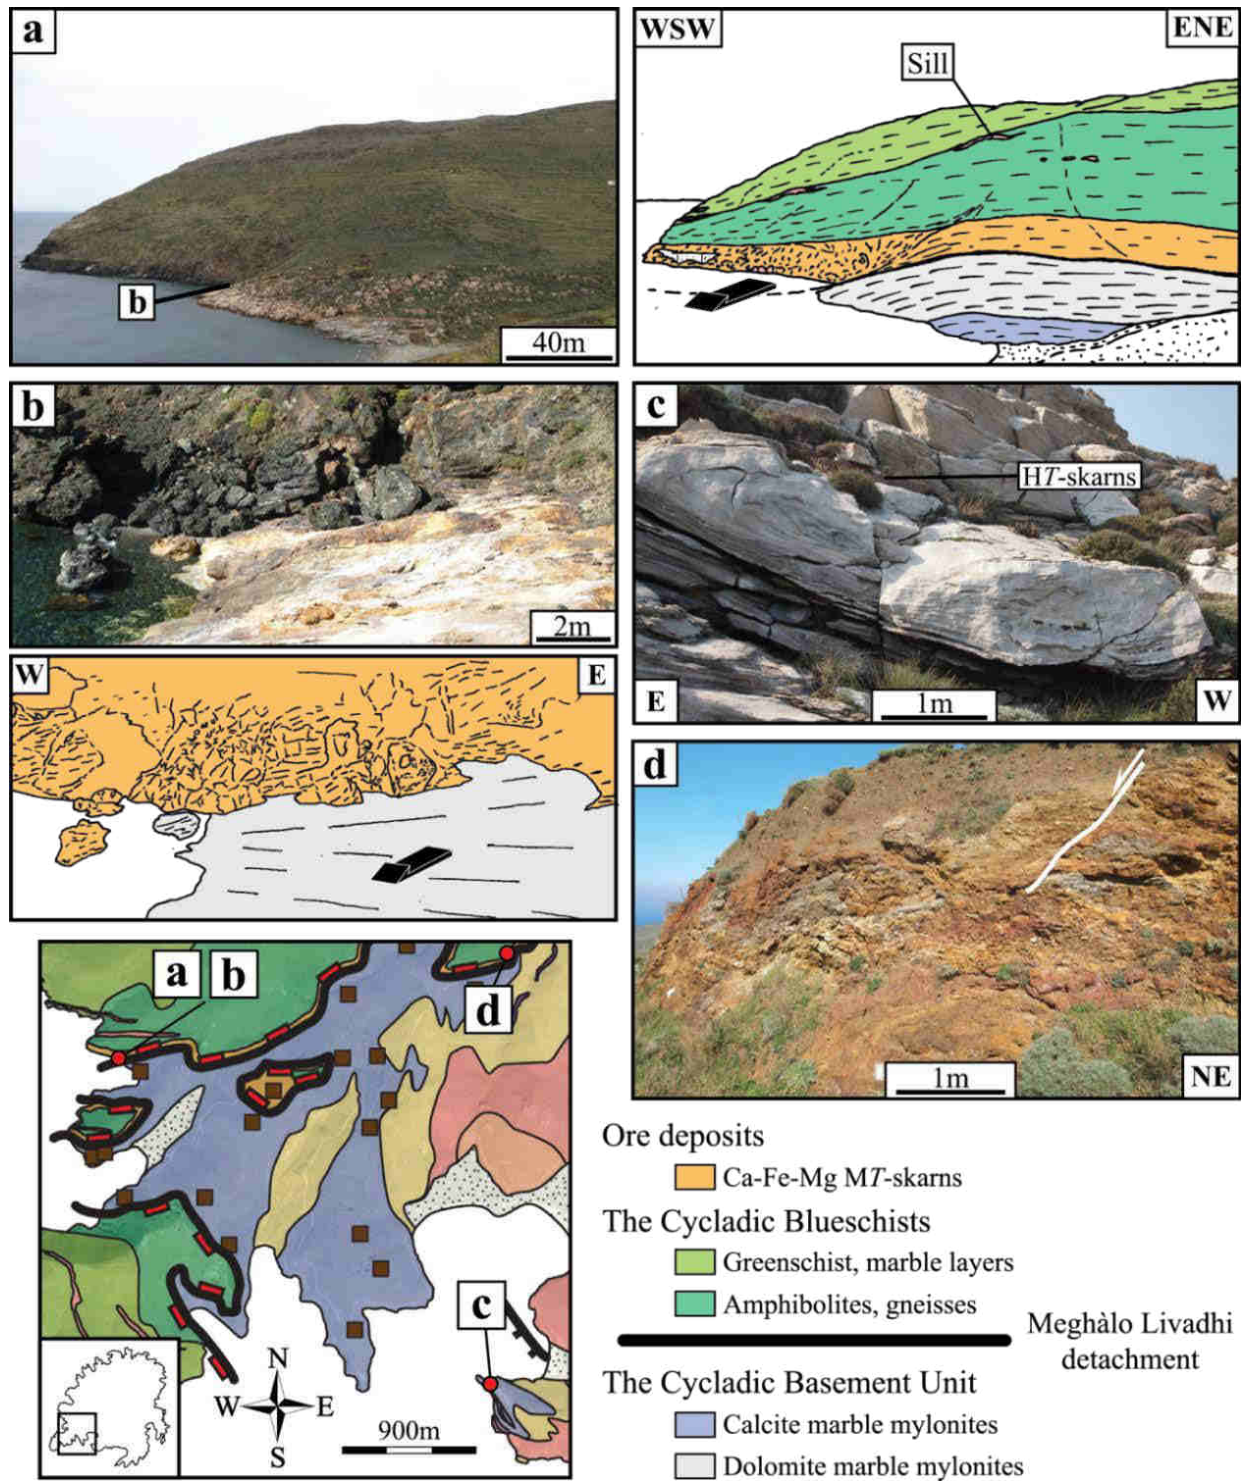 a
b
40m
WSW
ENE
Sill
b
2m
W
E
c
HT-skarns
E
1m
W
d
1m
NE
a b
d
c
N
W E
S
900m
Ore deposits
Ca-Fe-Mg MT-skarns
The Cycladic Blueschists
Greenschist, marble layers
Amphibolites, gneisses
Meghàlo Livadhi
detachment
The Cycladic Basement Unit
Calcite marble mylonites
Dolomite marble mylonites